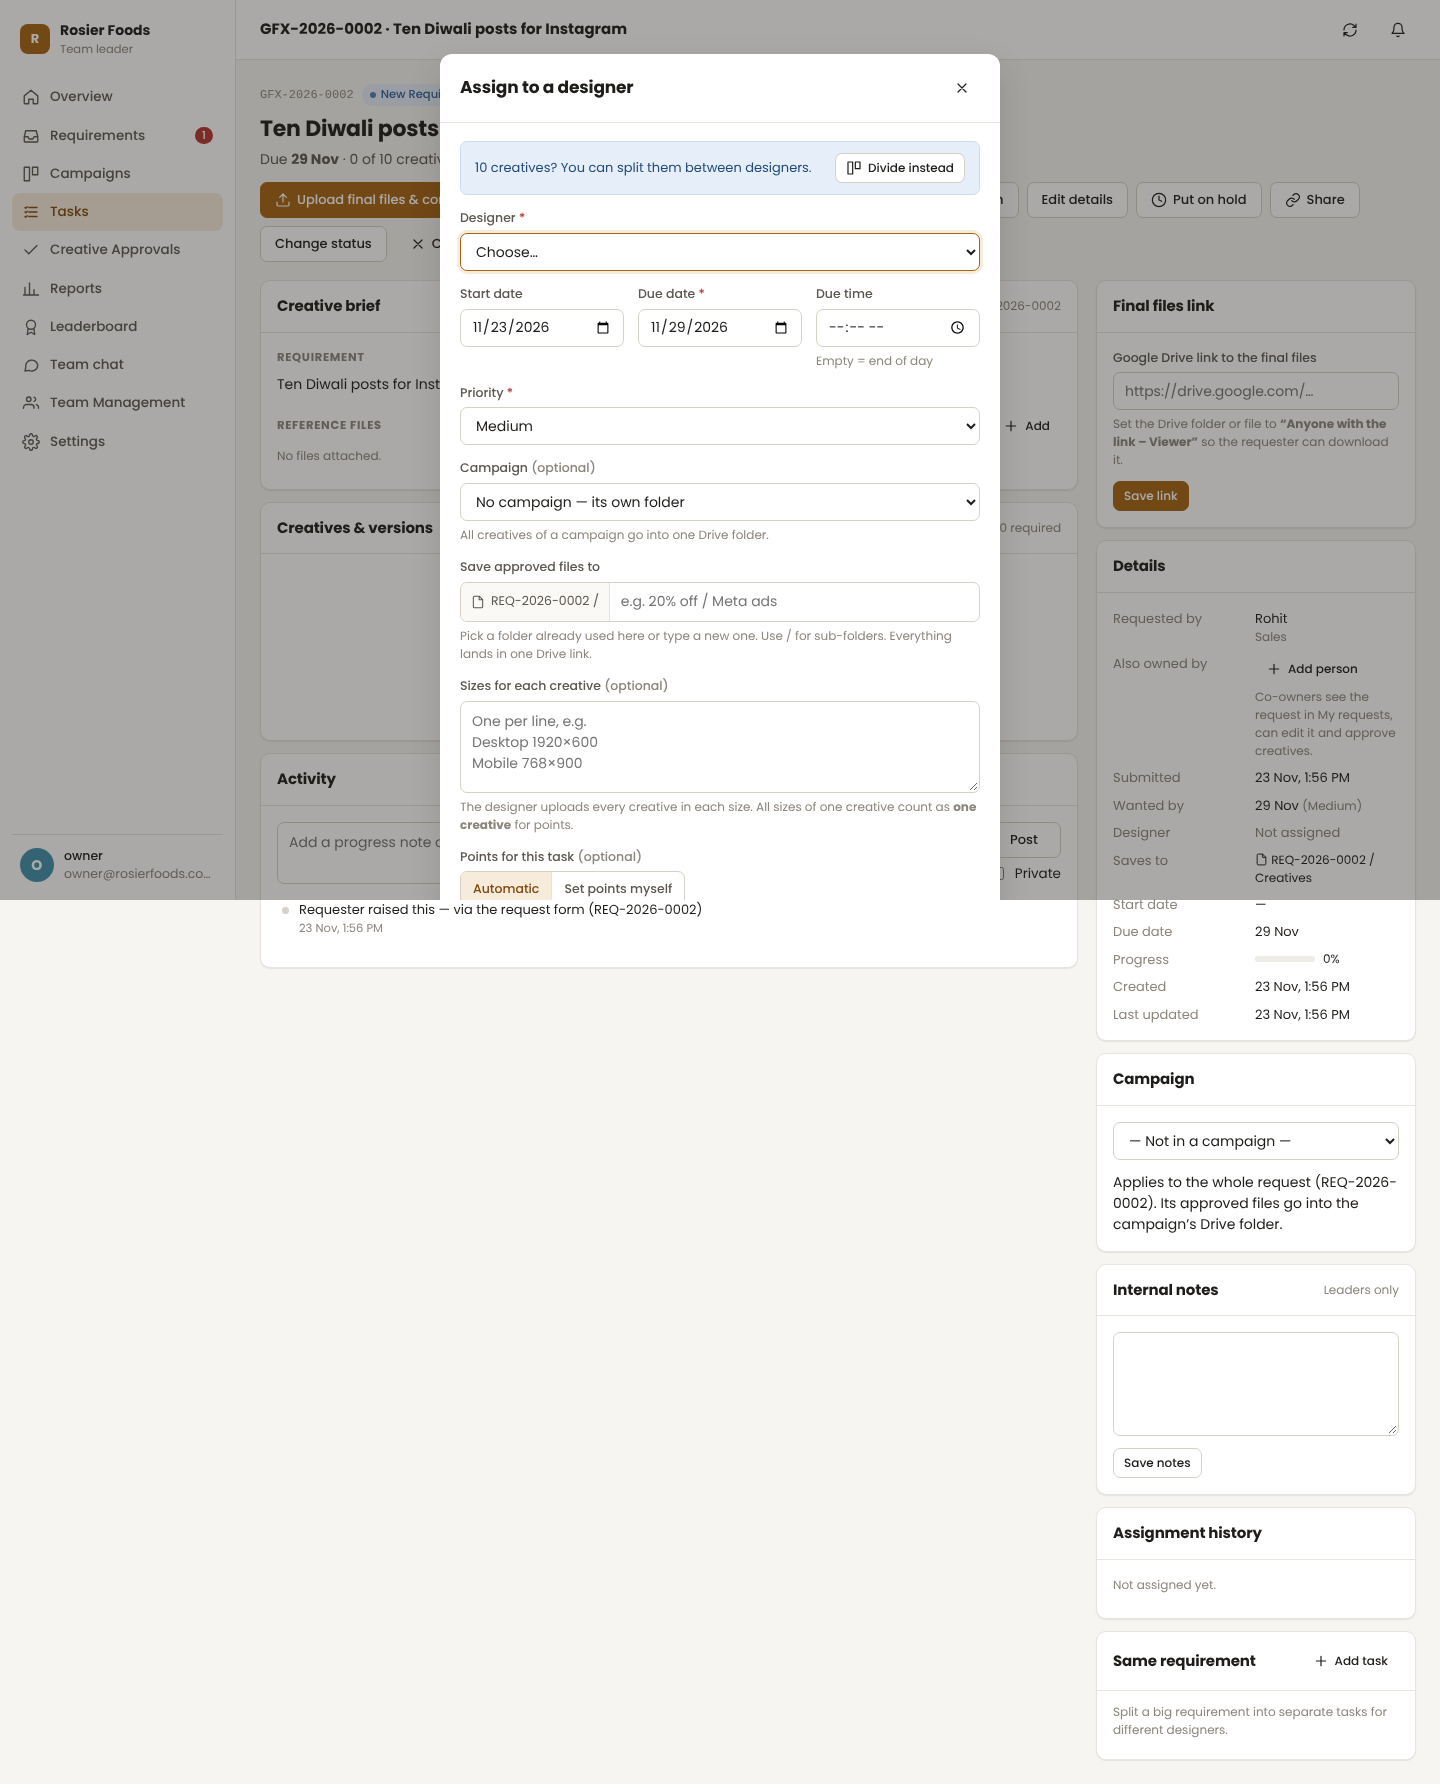 R
Rosier Foods
Team leader
Overview
Requirements
1
Campaigns
Tasks
Creative Approvals
Reports
Leaderboard
Team chat
Team Management
Settings
O
owner
owner@rosierfoods.co...
GFX-2026-0002 · Ten Diwali posts for Instagram
GFX-2026-0002
New Requi
Ten Diwali posts
Due 29 Nov · 0 of 10 creativ
Upload final files & co
Edit details
Put on hold
Share
Change status
Assign to a designer
10 creatives? You can split them between designers.
Divide instead
Designer *
Choose...
Start date
Due date *
Due time
11/23/2026
11/29/2026
--:-- --
Empty = end of day
Priority *
Medium
Campaign (optional)
No campaign — its own folder
All creatives of a campaign go into one Drive folder.
Save approved files to
REQ-2026-0002 /
e.g. 20% off / Meta ads
Pick a folder already used here or type a new one. Use / for sub-folders. Everything
lands in one Drive link.
Sizes for each creative (optional)
One per line, e.g.
Desktop 1920×600
Mobile 768×900
The designer uploads every creative in each size. All sizes of one creative count as one
creative for points.
Points for this task (optional)
Automatic
Set points myself
Creative brief
2026-0002
REQUIREMENT
Ten Diwali posts for Inst
REFERENCE FILES
Add
No files attached.
Creatives & versions
0 required
Activity
Add a progress note
Post
Private
Requester raised this — via the request form (REQ-2026-0002)
23 Nov, 1:56 PM
Final files link
Google Drive link to the final files
https://drive.google.com/...
Set the Drive folder or file to “Anyone with the
link – Viewer” so the requester can download
it.
Save link
Details
Requested by
Rohit
Sales
Also owned by
Add person
Co-owners see the
request in My requests,
can edit it and approve
creatives.
Submitted
23 Nov, 1:56 PM
Wanted by
29 Nov (Medium)
Designer
Not assigned
Saves to
REQ-2026-0002 /
Creatives
Start date
—
Due date
29 Nov
Progress
0%
Created
23 Nov, 1:56 PM
Last updated
23 Nov, 1:56 PM
Campaign
— Not in a campaign —
Applies to the whole request (REQ-2026-
0002). Its approved files go into the
campaign’s Drive folder.
Internal notes
Leaders only
Save notes
Assignment history
Not assigned yet.
Same requirement
Add task
Split a big requirement into separate tasks for
different designers.